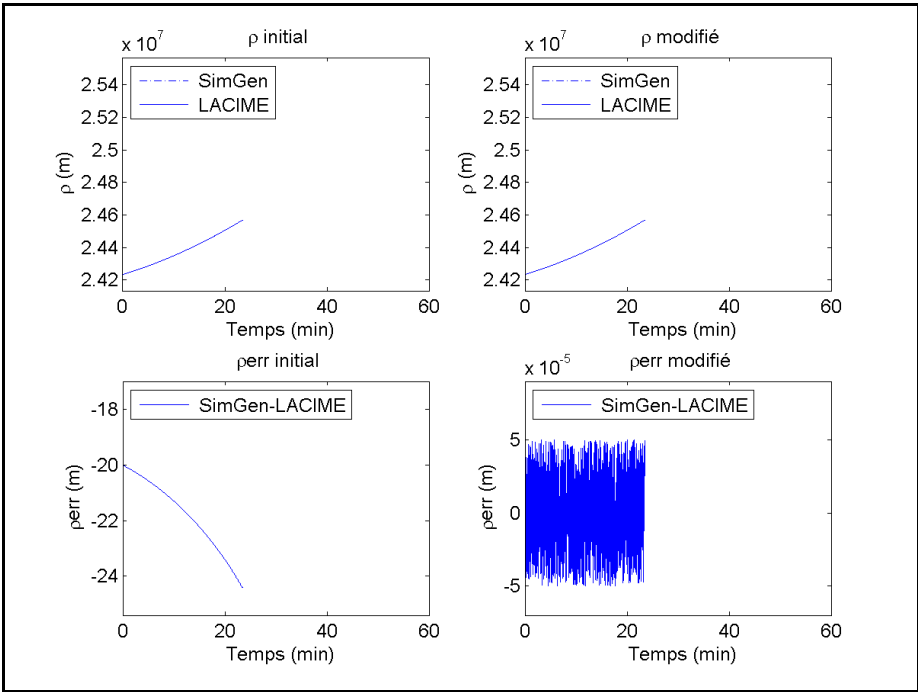 ρ initial
x 10^7
ρ (m)
2.54
2.52
2.5
2.48
2.46
2.44
2.42
SimGen
LACIME
0 20 40 60
Temps (min)
ρ modifié
x 10^7
ρ (m)
2.54
2.52
2.5
2.48
2.46
2.44
2.42
SimGen
LACIME
0 20 40 60
Temps (min)
ρerr initial
ρerr (m)
-18
-20
-22
-24
SimGen-LACIME
0 20 40 60
Temps (min)
ρerr modifié
x 10^-5
ρerr (m)
5
0
-5
SimGen-LACIME
0 20 40 60
Temps (min)